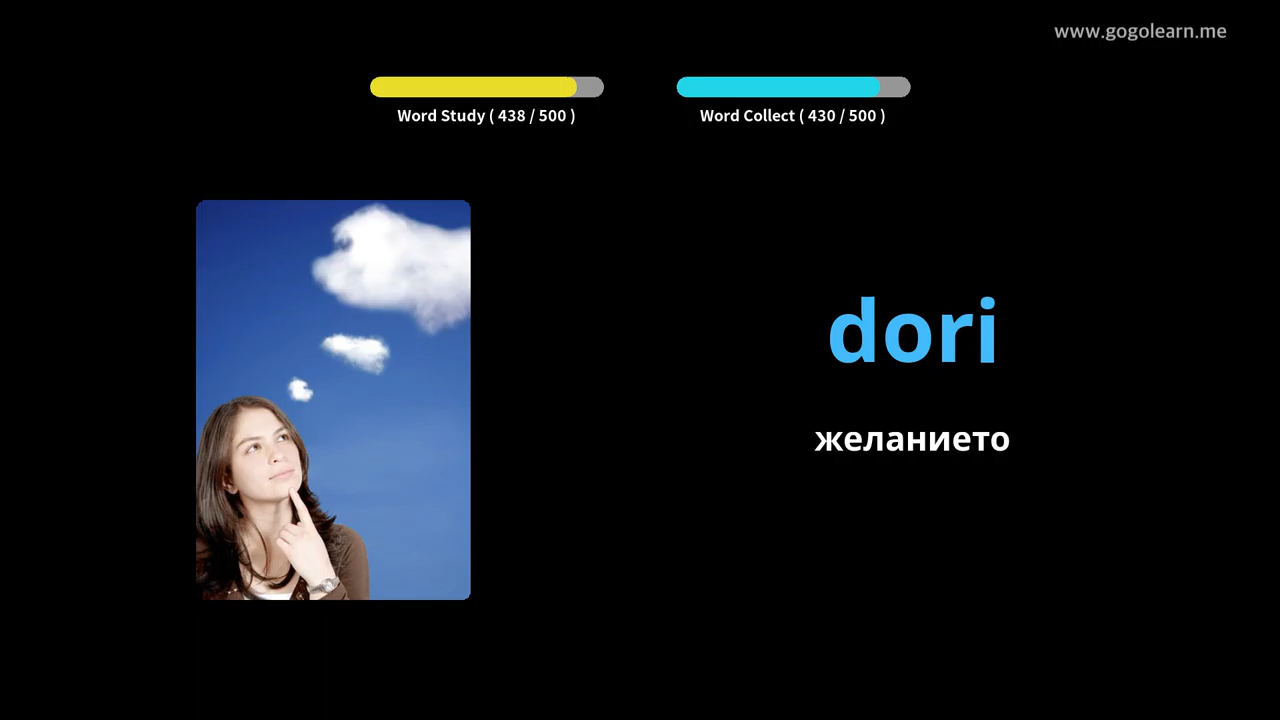 www.gogolearn.me
Word Study ( 438 / 500 )
Word Collect ( 430 / 500 )
dori
желанието